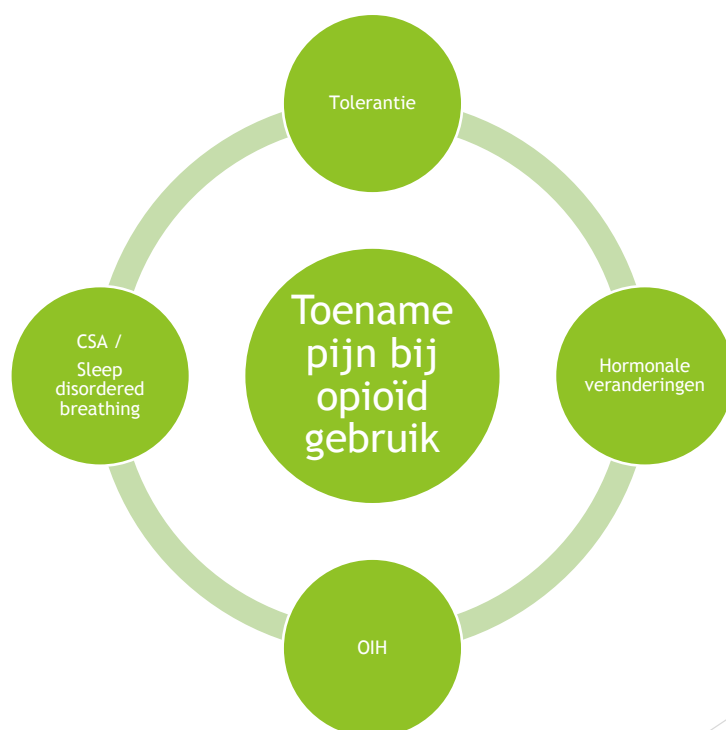 Tolerantie
Toename
pijn bij
opioïd
gebruik
CSA /
Sleep
disordered
breathing
Hormonale
veranderingen
OIH